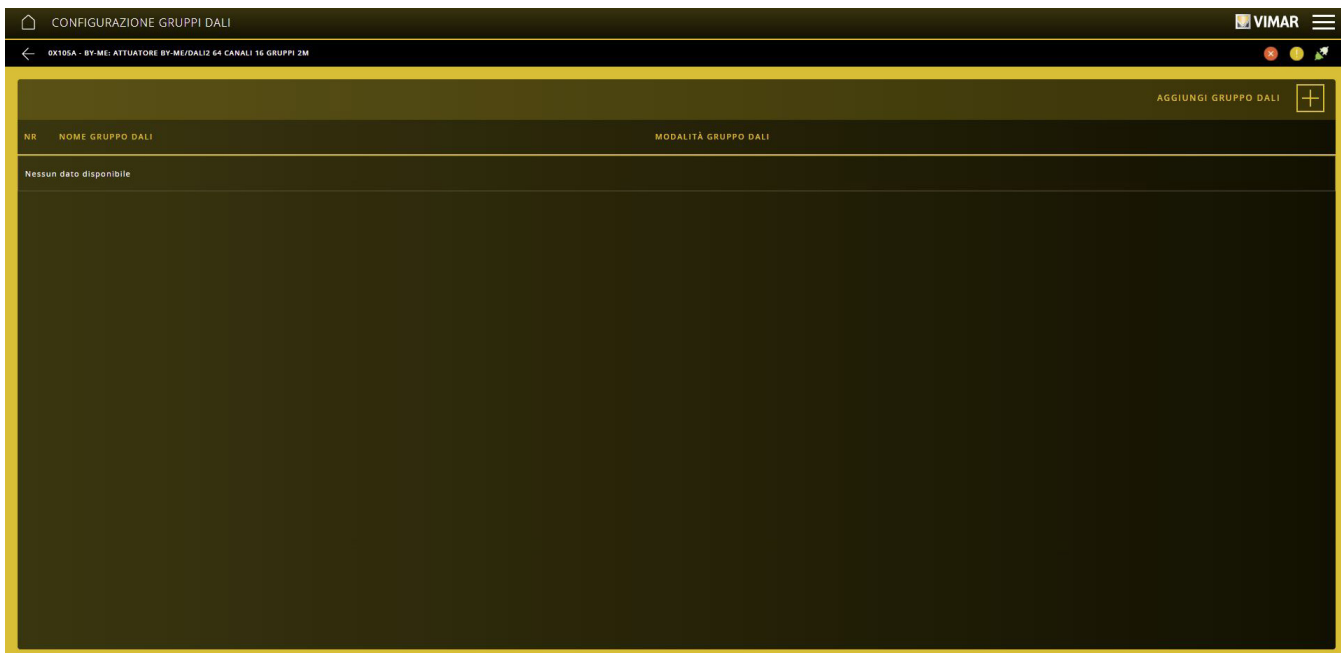 CONFIGURAZIONE GRUPPI DALI
VIMAR
0X105A - BY-ME: ATTUATORE BY-ME/DALI2 64 CANALI 16 GRUPPI 2M
AGGIUNGI GRUPPO DALI
NR NOME GRUPPO DALI MODALITÀ GRUPPO DALI
Nessun dato disponibile